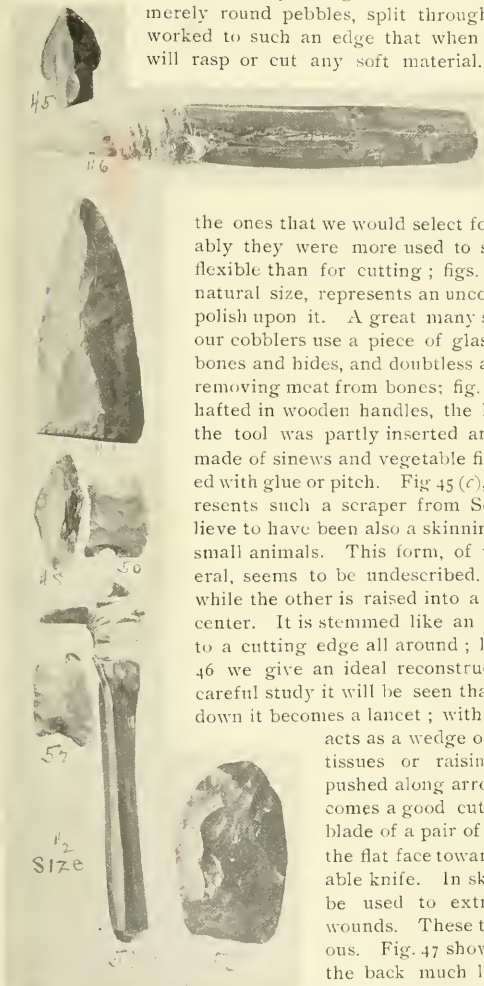 merely round pebbles, split through
worked to such an edge that when
will rasp or cut any soft material.
45
46
the ones that we would select fo
ably they were more used to s
flexible than for cutting ; figs.
natural size, represents an unco
polish upon it. A great many s
our cobblers use a piece of glas
bones and hides, and doubtless a
removing meat from bones; fig.
hafted in wooden handles, the
the tool was partly inserted an
made of sinews and vegetable fi
ed with glue or pitch. Fig 45 (c),
resents such a scraper from S
lieve to have been also a skinnin
small animals. This form, of
eral, seems to be undescribed.
while the other is raised into a
center. It is stemmed like an
to a cutting edge all around ;
46 we give an ideal reconstru
careful study it will be seen tha
down it becomes a lancet ; with
acts as a wedge o
tissues or raisin
pushed along arro
comes a good cut
blade of a pair of
the flat face towar
able knife. In sk
be used to extr
wounds. These t
ous. Fig. 47 show
the back much l
48
50
57
1/2
SIZE